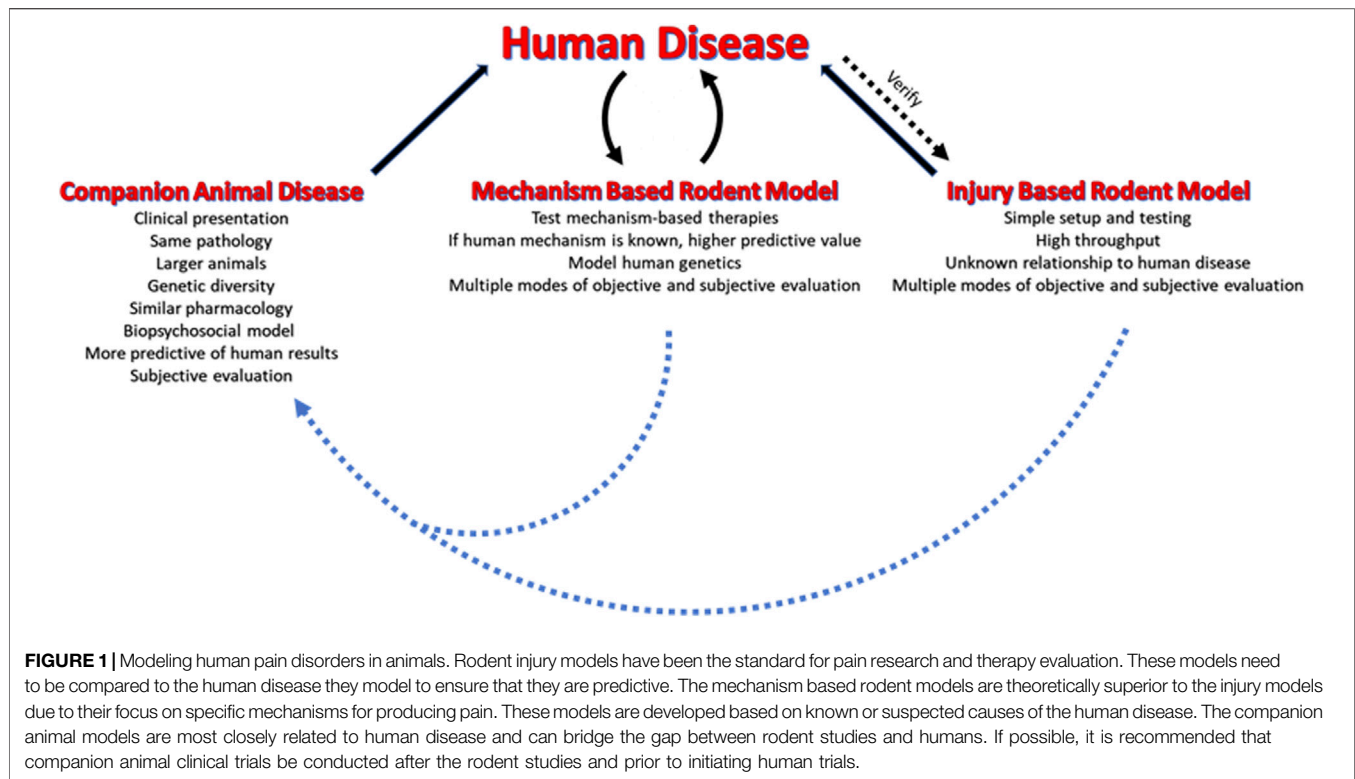 Human Disease
Verify
Companion Animal Disease
Clinical presentation
Same pathology
Larger animals
Genetic diversity
Similar pharmacology
Biopsychosocial model
More predictive of human results
Subjective evaluation
Mechanism Based Rodent Model
Test mechanism-based therapies
If human mechanism is known, higher predictive value
Model human genetics
Multiple modes of objective and subjective evaluation
Injury Based Rodent Model
Simple setup and testing
High throughput
Unknown relationship to human disease
Multiple modes of objective and subjective evaluation
FIGURE 1 | Modeling human pain disorders in animals. Rodent injury models have been the standard for pain research and therapy evaluation. These models need
to be compared to the human disease they model to ensure that they are predictive. The mechanism based rodent models are theoretically superior to the injury models
due to their focus on specific mechanisms for producing pain. These models are developed based on known or suspected causes of the human disease. The companion
animal models are most closely related to human disease and can bridge the gap between rodent studies and humans. If possible, it is recommended that
companion animal clinical trials be conducted after the rodent studies and prior to initiating human trials.